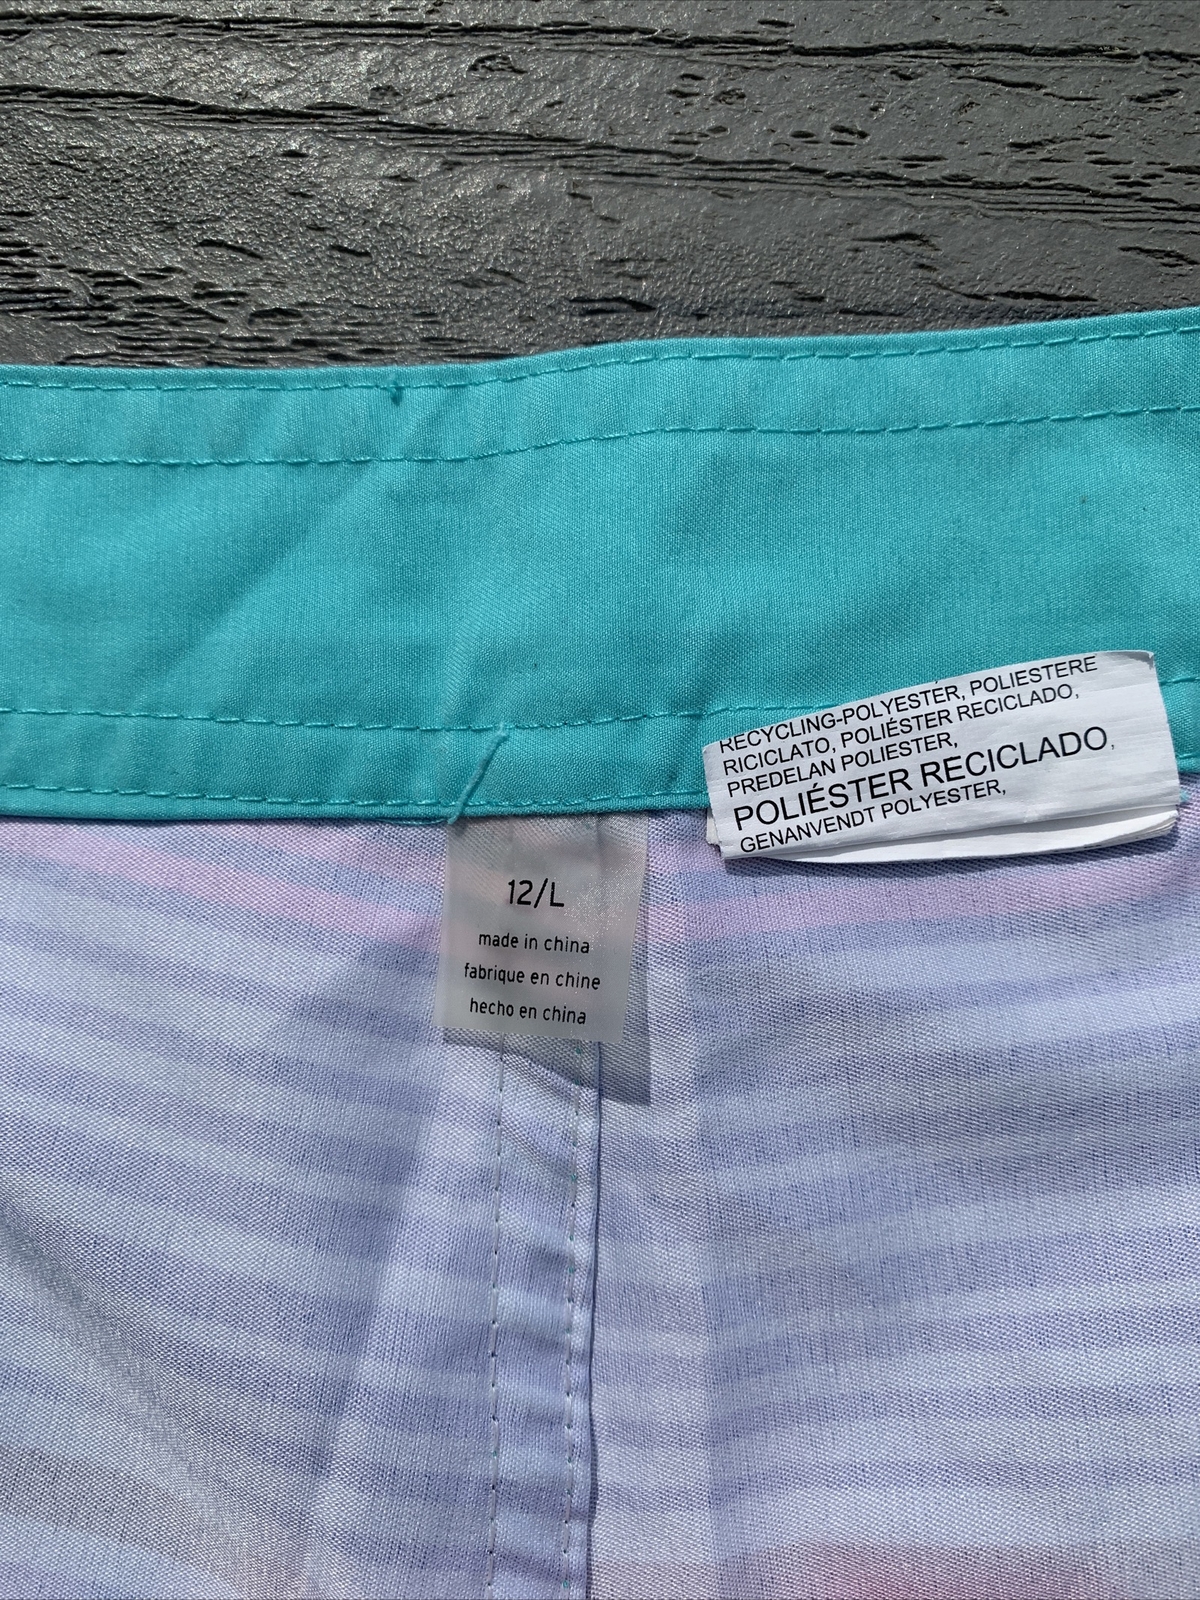 12/L
made in china
fabrique en chine
hecho en china
RECYCLING-POLYESTER, POLIESTERE
RICICLATO, POLIÉSTER RECICLADO,
PREDELAN POLIESTER,
POLIÉSTER RECICLADO,
GENANVENDT POLYESTER,